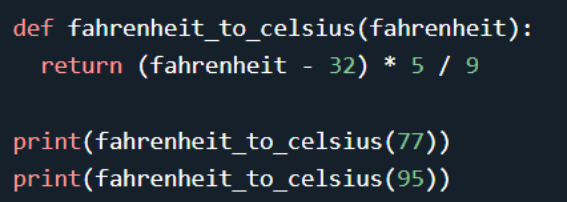 def fahrenheit_to_celsius(fahrenheit):
  return (fahrenheit - 32) * 5 / 9

print(fahrenheit_to_celsius(77))
print(fahrenheit_to_celsius(95))